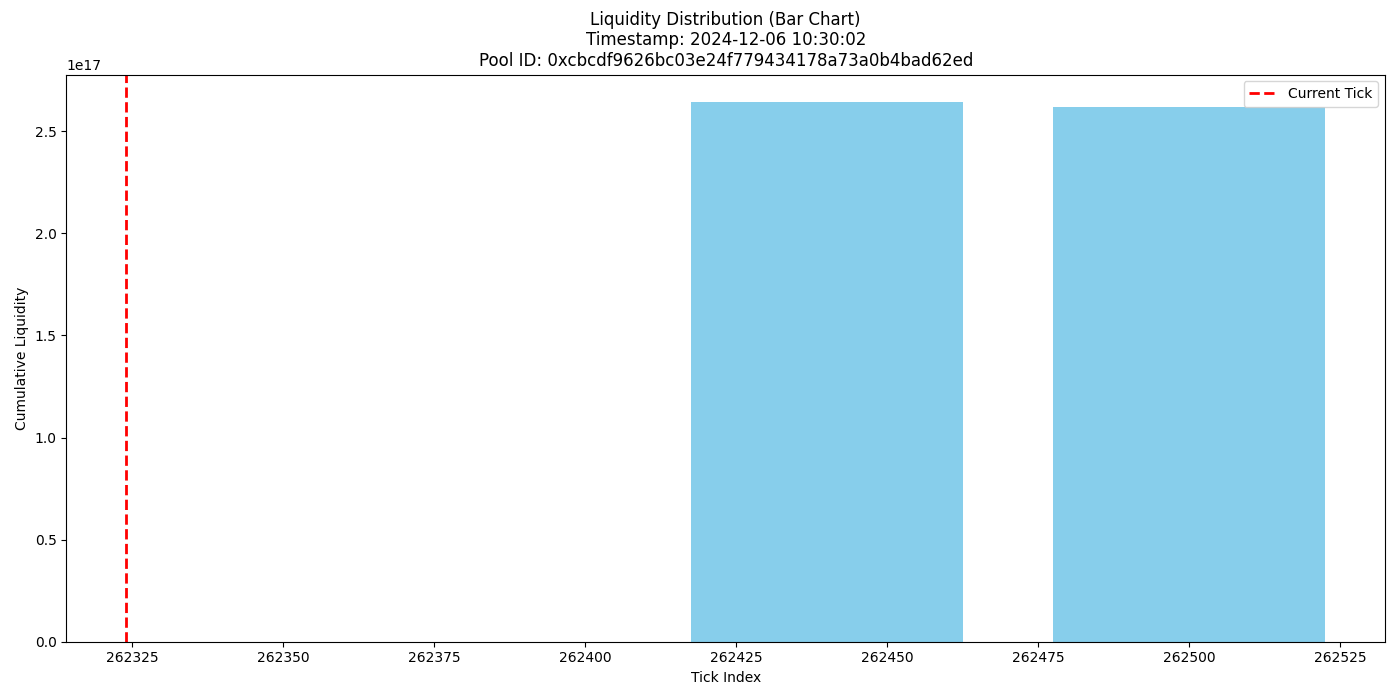 Liquidity Distribution (Bar Chart)
Timestamp: 2024-12-06 10:30:02
Pool ID: 0xcbcdf9626bc03e24f779434178a73a0b4bad62ed
1e17
Current Tick
2.5
2.0
1.5
1.0
0.5
0.0
Cumulative Liquidity
262325 262350 262375 262400 262425 262450 262475 262500 262525
Tick Index